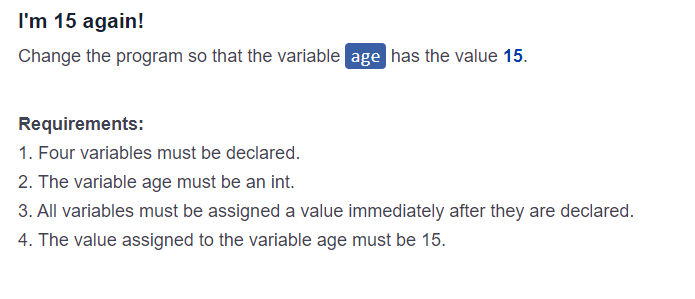 I'm 15 again!
Change the program so that the variable age has the value 15.
Requirements:
1. Four variables must be declared.
2. The variable age must be an int.
3. All variables must be assigned a value immediately after they are declared.
4. The value assigned to the variable age must be 15.